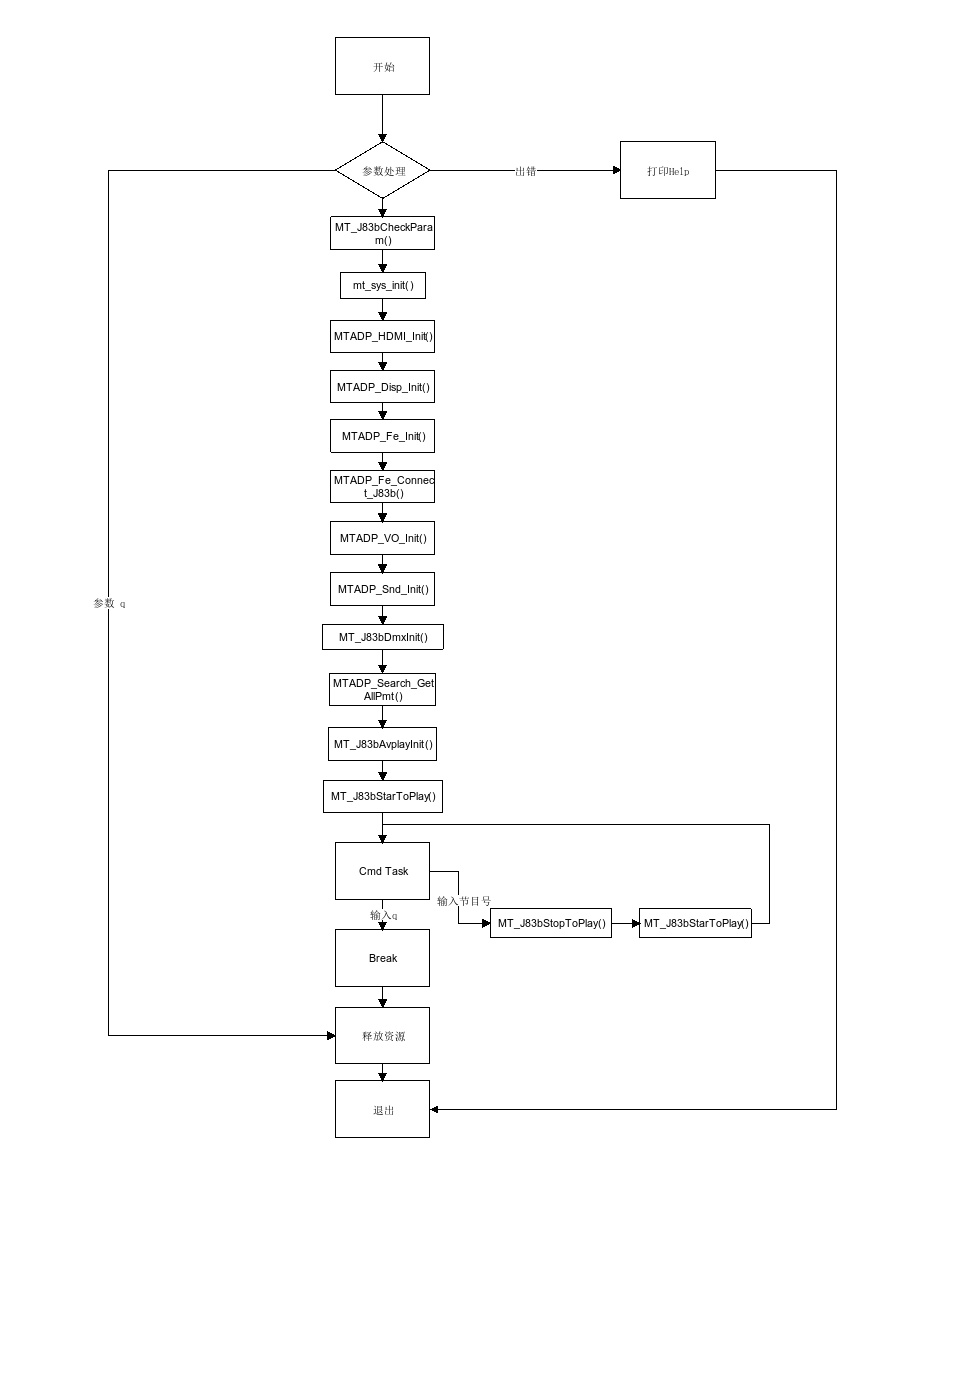 开始
参数处理
出错
打印Help
MT_J83bCheckPara
m()
mt_sys_init()
MTADP_HDMI_Init()
MTADP_Disp_Init()
MTADP_Fe_Init()
MTADP_Fe_Connec
t_J83b()
MTADP_VO_Init()
MTADP_Snd_Init()
参数 q
MT_J83bDmxInit()
MTADP_Search_Get
AllPmt()
MT_J83bAvplayInit()
MT_J83bStarToPlay()
Cmd Task
输入节目号
输入q
MT_J83bStopToPlay()
MT_J83bStarToPlay()
Break
释放资源
退出